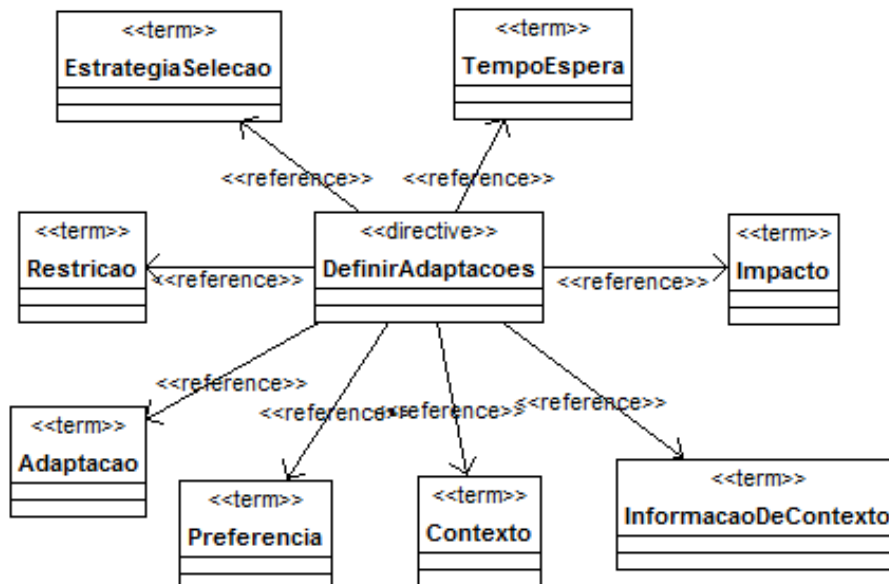 <<term>>
EstrategiaSelecao
<<term>>
TempoEspera
<<reference>>
<<reference>>
<<term>>
Restricao
<<directive>>
DefinirAdaptacoes
<<term>>
Impacto
<<reference>>
<<reference>>
<<reference>>
<<reference>>
<<reference>>
<<reference>>
<<term>>
Adaptacao
<<term>>
Preferencia
<<term>>
Contexto
<<term>>
InformacaoDeContexto